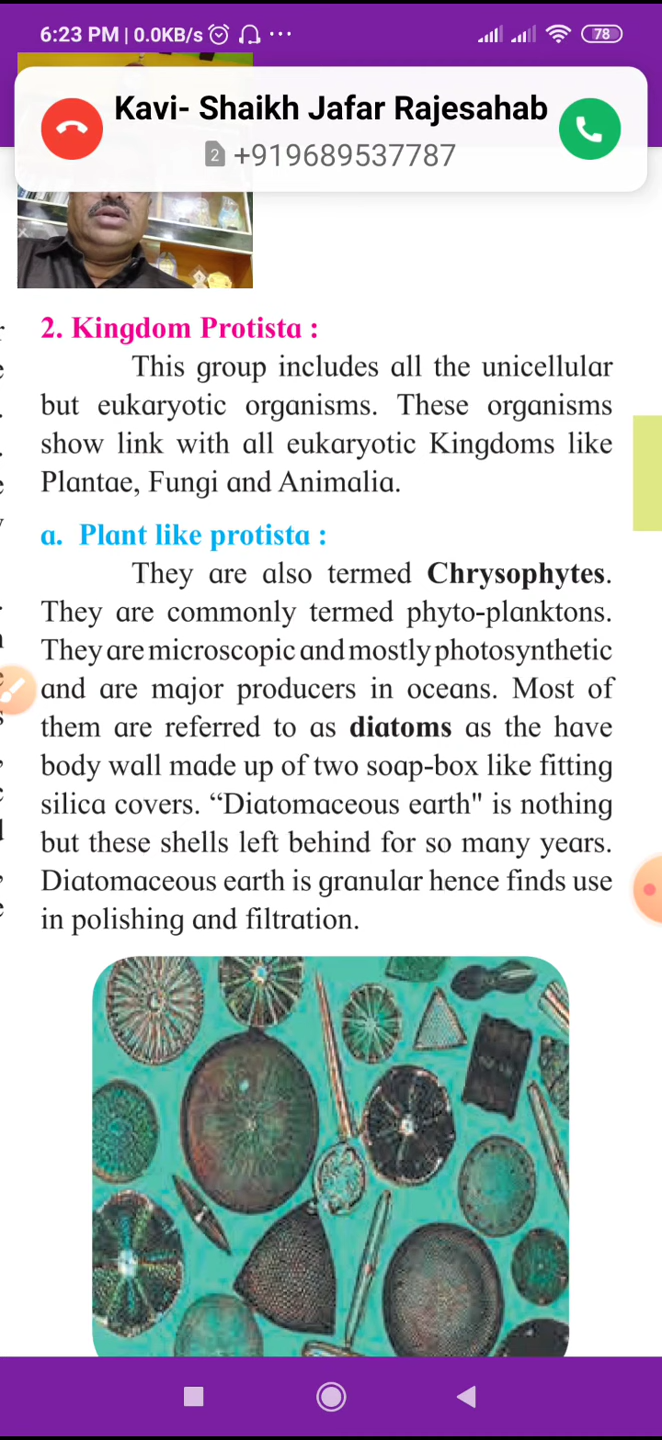 6:23 PM | 0.0KB/s ...
78
Kavi- Shaikh Jafar Rajesahab
2 +919689537787
2. Kingdom Protista :
This group includes all the unicellular
but eukaryotic organisms. These organisms
show link with all eukaryotic Kingdoms like
Plantae, Fungi and Animalia.
a. Plant like protista :
They are also termed Chrysophytes.
They are commonly termed phyto-planktons.
They are microscopic and mostly photosynthetic
and are major producers in oceans. Most of
them are referred to as diatoms as the have
body wall made up of two soap-box like fitting
silica covers. “Diatomaceous earth" is nothing
but these shells left behind for so many years.
Diatomaceous earth is granular hence finds use
in polishing and filtration.